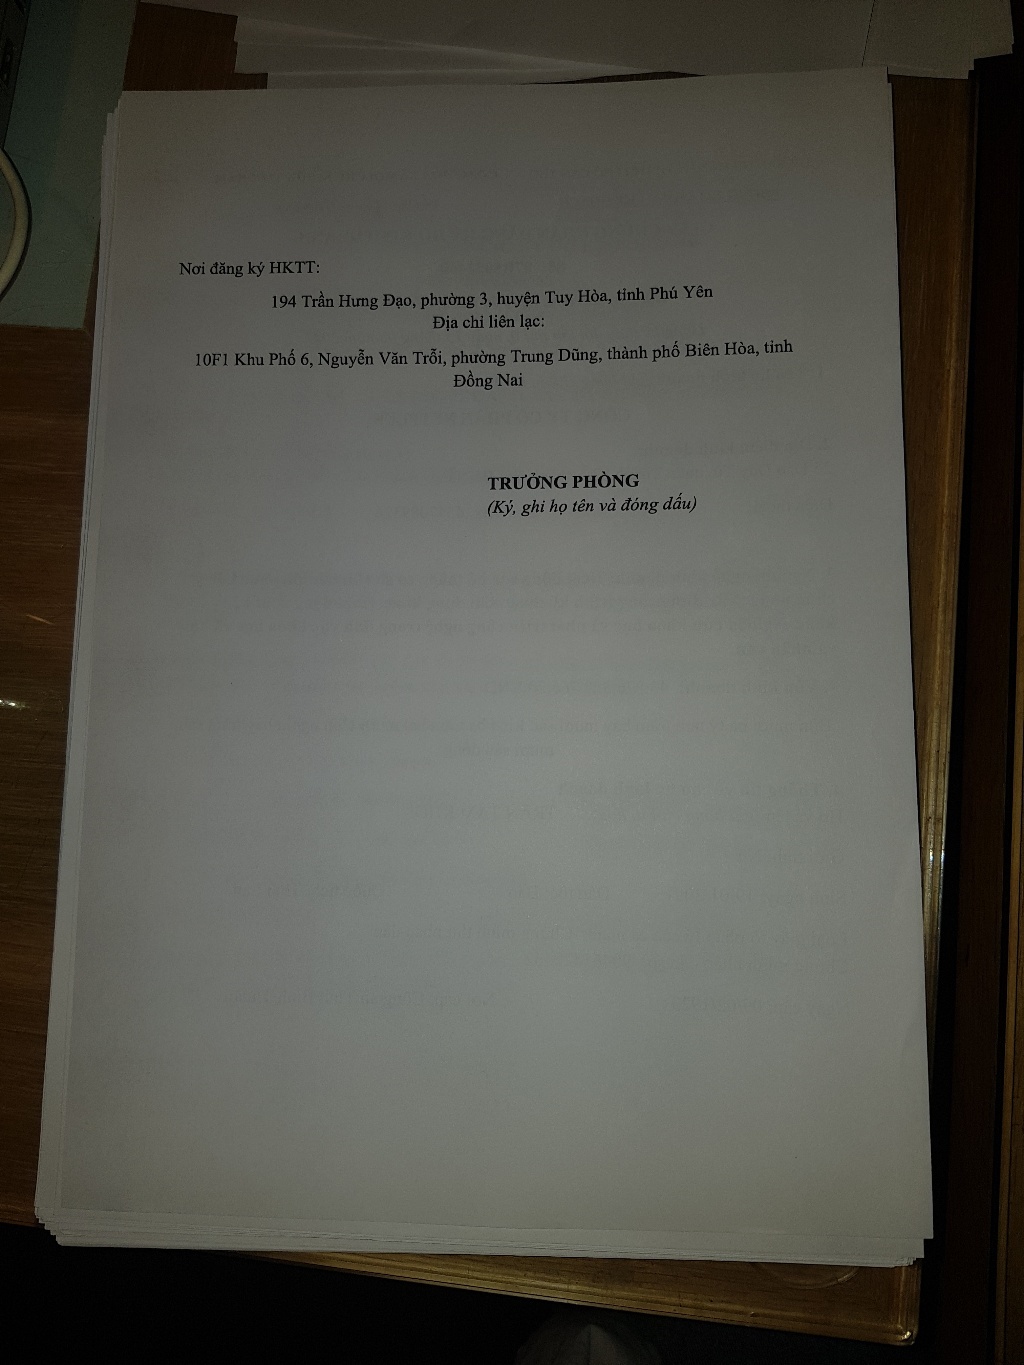 Nơi đăng ký HKTT:
194 Trần Hưng Đạo, phường 3, huyện Tuy Hòa, tỉnh Phú Yên
Địa chỉ liên lạc:
10F1 Khu Phố 6, Nguyễn Văn Trỗi, phường Trung Dũng, thành phố Biên Hòa, tỉnh
Đồng Nai
TRƯỞNG PHÒNG
(Ký, ghi họ tên và đóng dấu)